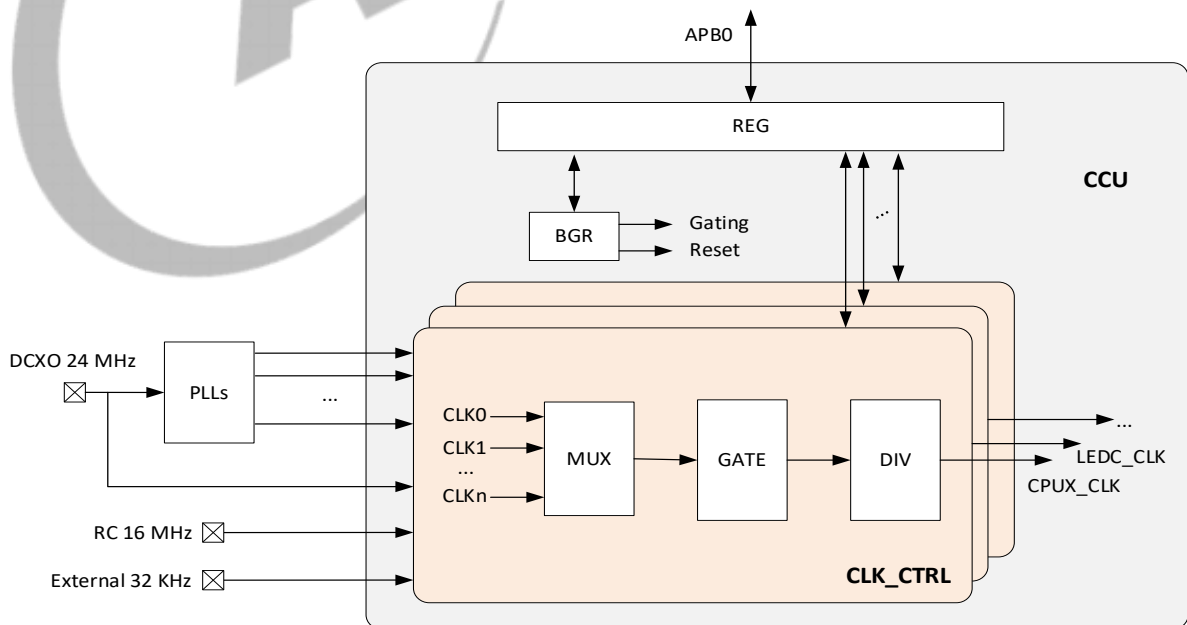 APB0
REG
CCU
BGR
Gating
Reset
...
DCXO 24 MHz
PLLs
...
CLK0
CLK1
...
CLKn
MUX
GATE
DIV
...
LEDC_CLK
CPUX_CLK
RC 16 MHz
External 32 KHz
CLK_CTRL